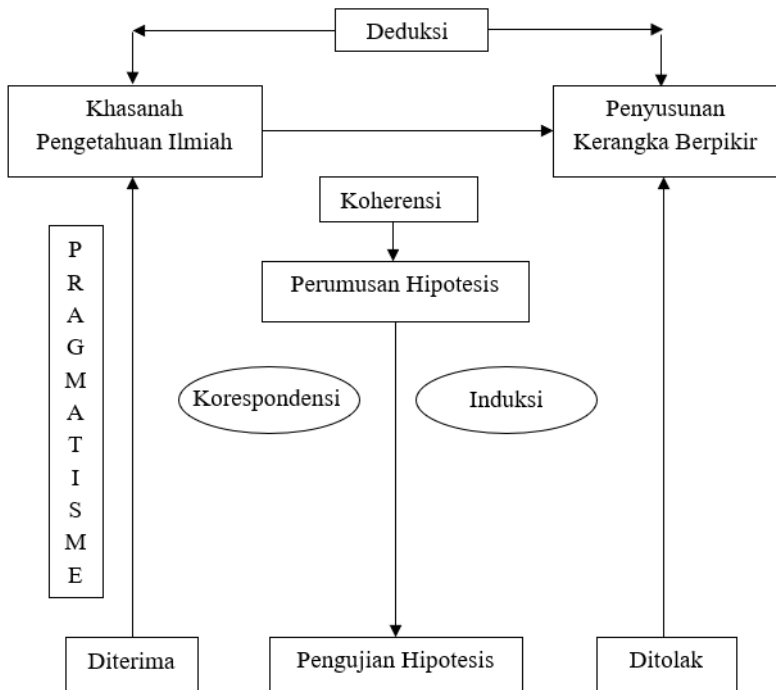 Deduksi
Khasanah
Pengetahuan Ilmiah
Penyusunan
Kerangka Berpikir
Koherensi
P
R
A
G
M
A
T
I
S
M
E
Perumusan Hipotesis
Korespondensi
Induksi
Diterima
Pengujian Hipotesis
Ditolak